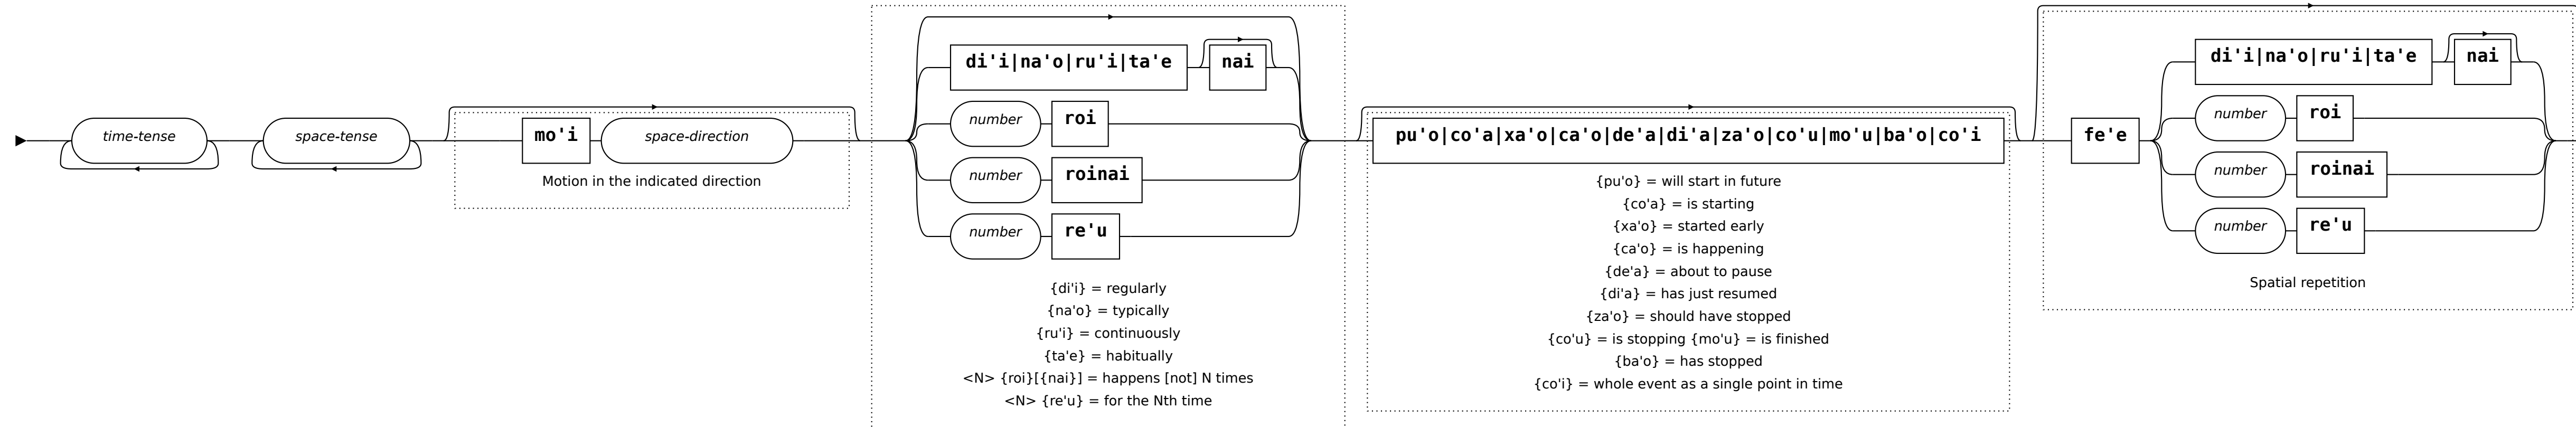 time-tense
space-tense
mo'i space-direction
Motion in the indicated direction
di'i|na'o|ru'i|ta'e nai
number roi
number roinai
number re'u
{di'i} = regularly
{na'o} = typically
{ru'i} = continuously
{ta'e} = habitually
<N> {roi}[{nai}] = happens [not] N times
<N> {re'u} = for the Nth time
pu'o|co'a|xa'o|ca'o|de'a|di'a|za'o|co'u|mo'u|ba'o|co'i
{pu'o} = will start in future
{co'a} = is starting
{xa'o} = started early
{ca'o} = is happening
{de'a} = about to pause
{di'a} = has just resumed
{za'o} = should have stopped
{co'u} = is stopping {mo'u} = is finished
{ba'o} = has stopped
{co'i} = whole event as a single point in time
fe'e
di'i|na'o|ru'i|ta'e nai
number roi
number roinai
number re'u
Spatial repetition